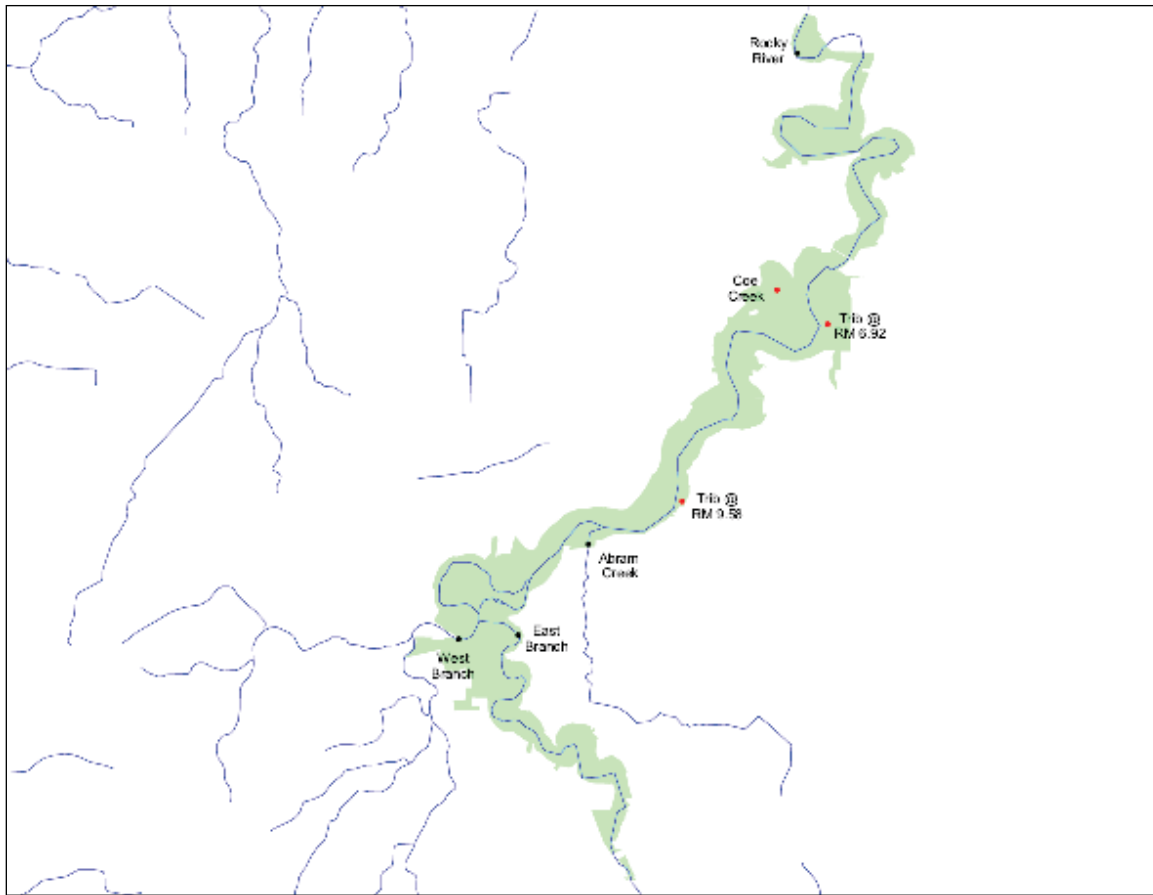 Rocky
River
Coe
Creek
Trib @
RM 6.92
Trib @
RM 9.58
Abram
Creek
East
Branch
West
Branch